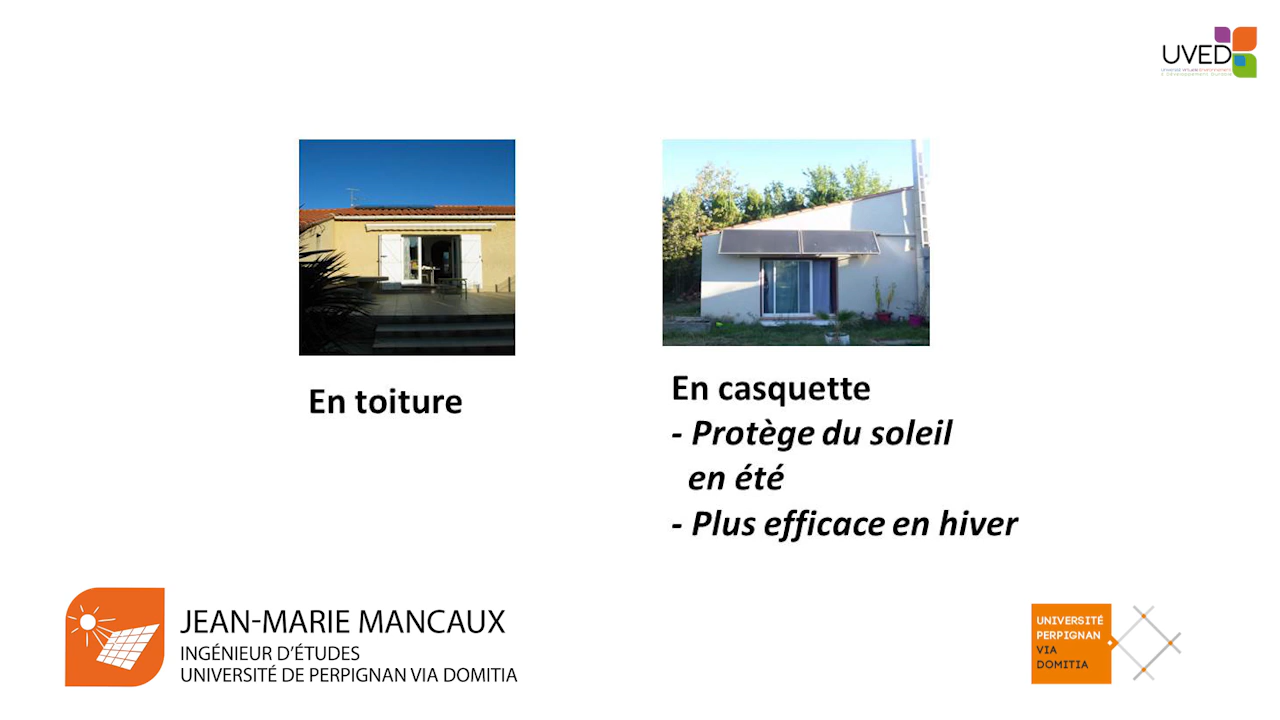 UVED
En toiture
En casquette
- Protège du soleil
en été
- Plus efficace en hiver
JEAN-MARIE MANCAUX
INGÉNIEUR D'ÉTUDES
UNIVERSITÉ DE PERPIGNAN VIA DOMITIA
UNIVERSITÉ
PERPIGNAN
VIA
DOMITIA